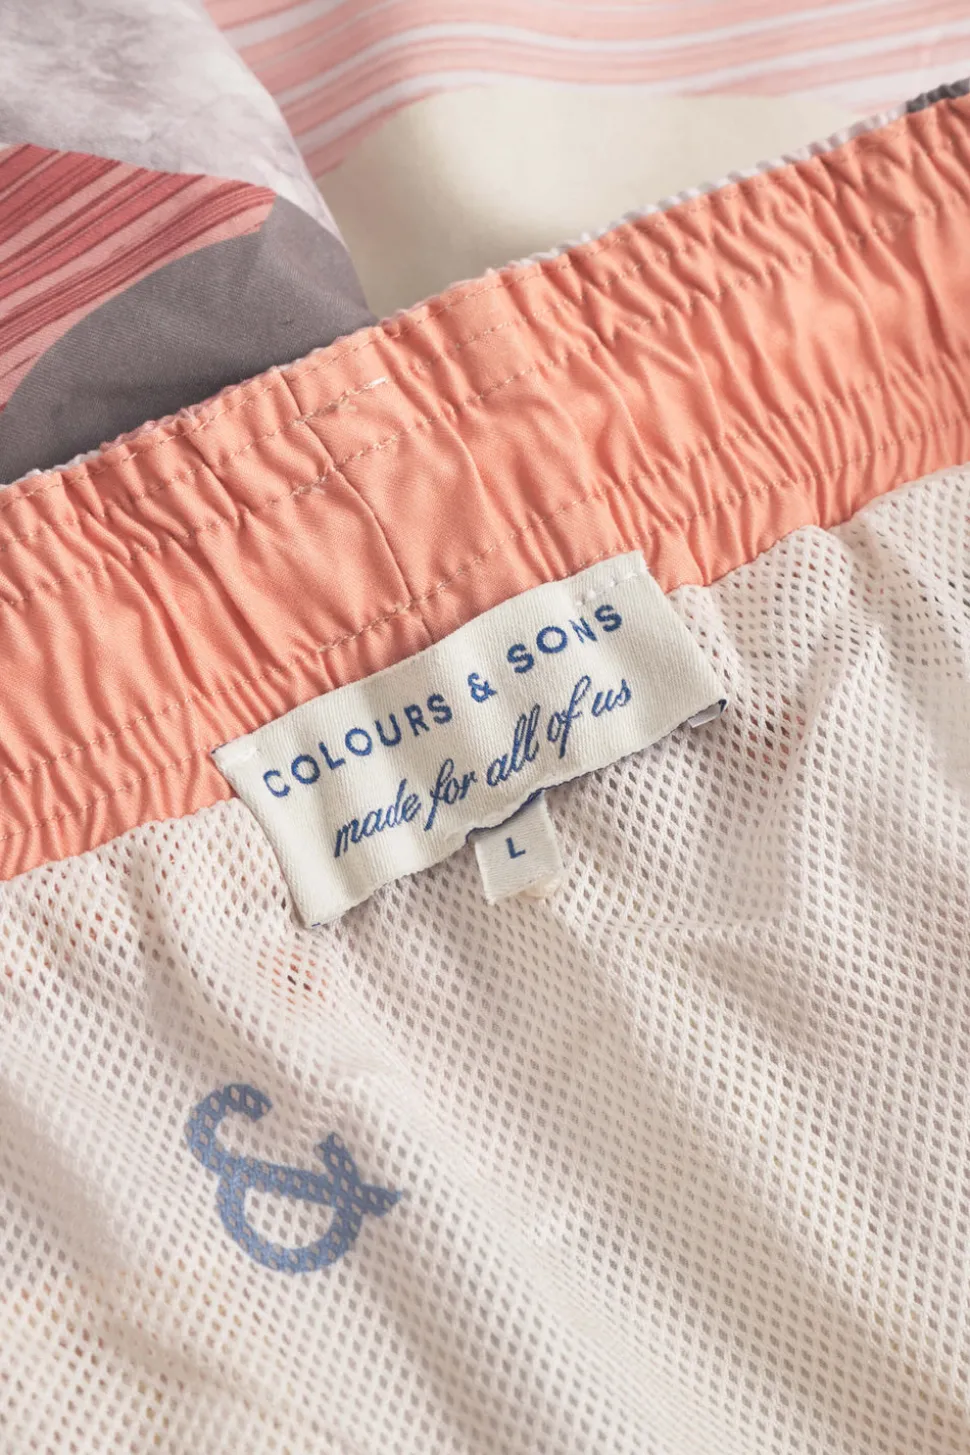 COLOURS & SONS
made for all of us
L
&